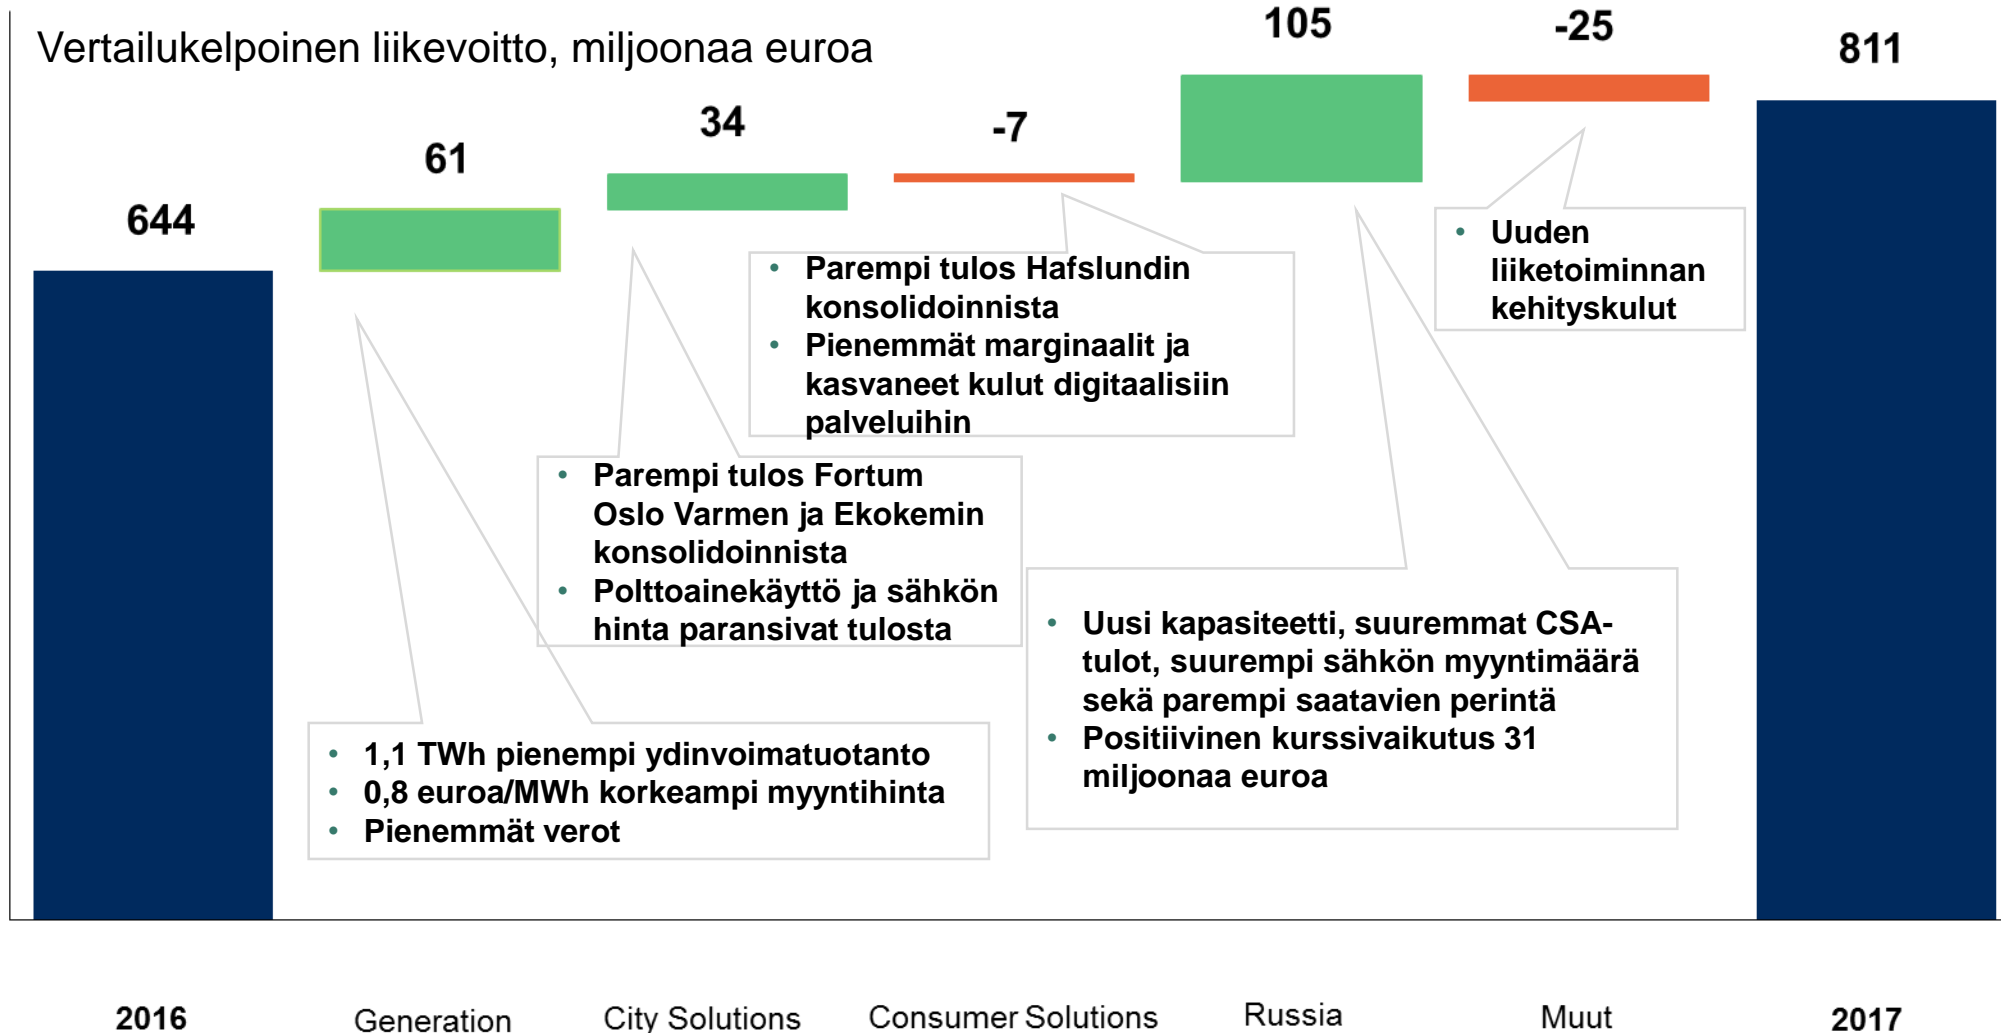 Vertailukelpoinen liikevoitto, miljoonaa euroa
644
61
34
-7
105
-25
811
• Uuden
liiketoiminnan
kehityskulut
• Parempi tulos Hafslundin
konsolidoinnista
• Pienemmät marginaalit ja
kasvaneet kulut digitaalisiin
palveluihin
• Parempi tulos Fortum
Oslo Varmen ja Ekokemin
konsolidoinnista
• Polttoainekäyttö ja sähkön
hinta paransivat tulosta
• Uusi kapasiteetti, suuremmat CSA-
tulot, suurempi sähkön myyntimäärä
sekä parempi saatavien perintä
• Positiivinen kurssivaikutus 31
miljoonaa euroa
• 1,1 TWh pienempi ydinvoimatuotanto
• 0,8 euroa/MWh korkeampi myyntihinta
• Pienemmät verot
2016
Generation
City Solutions
Consumer Solutions
Russia
Muut
2017